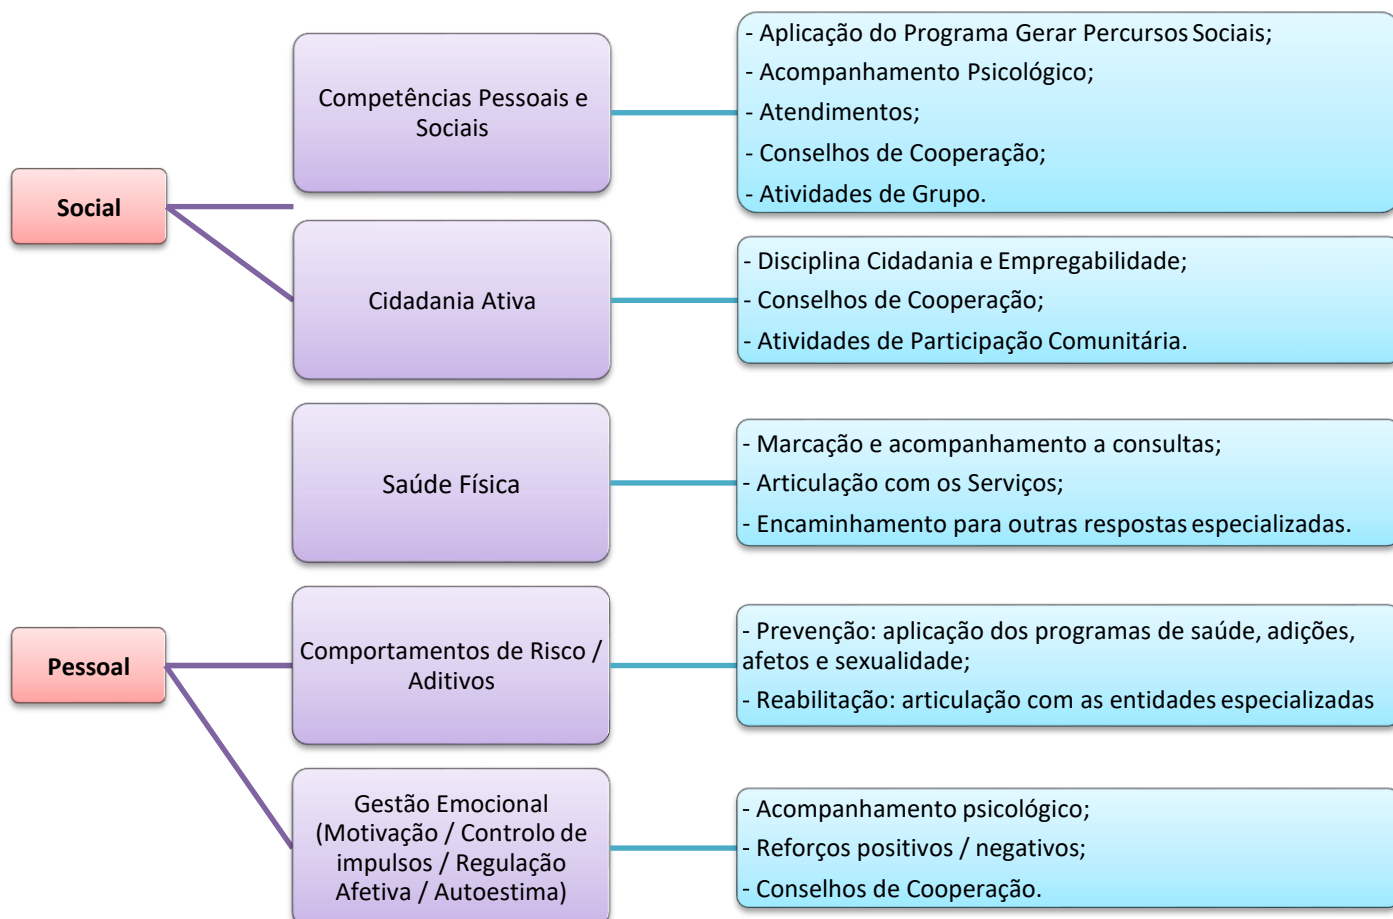 Social
Competências Pessoais e
Sociais
- Aplicação do Programa Gerar Percursos Sociais;
- Acompanhamento Psicológico;
- Atendimentos;
- Conselhos de Cooperação;
- Atividades de Grupo.
Cidadania Ativa
- Disciplina Cidadania e Empregabilidade;
- Conselhos de Cooperação;
- Atividades de Participação Comunitária.
Pessoal
Saúde Física
- Marcação e acompanhamento a consultas;
- Articulação com os Serviços;
- Encaminhamento para outras respostas especializadas.
Comportamentos de Risco /
Aditivos
- Prevenção: aplicação dos programas de saúde, adições,
afetos e sexualidade;
- Reabilitação: articulação com as entidades especializadas
Gestão Emocional
(Motivação / Controlo de
impulsos / Regulação
Afetiva / Autoestima)
- Acompanhamento psicológico;
- Reforços positivos / negativos;
- Conselhos de Cooperação.